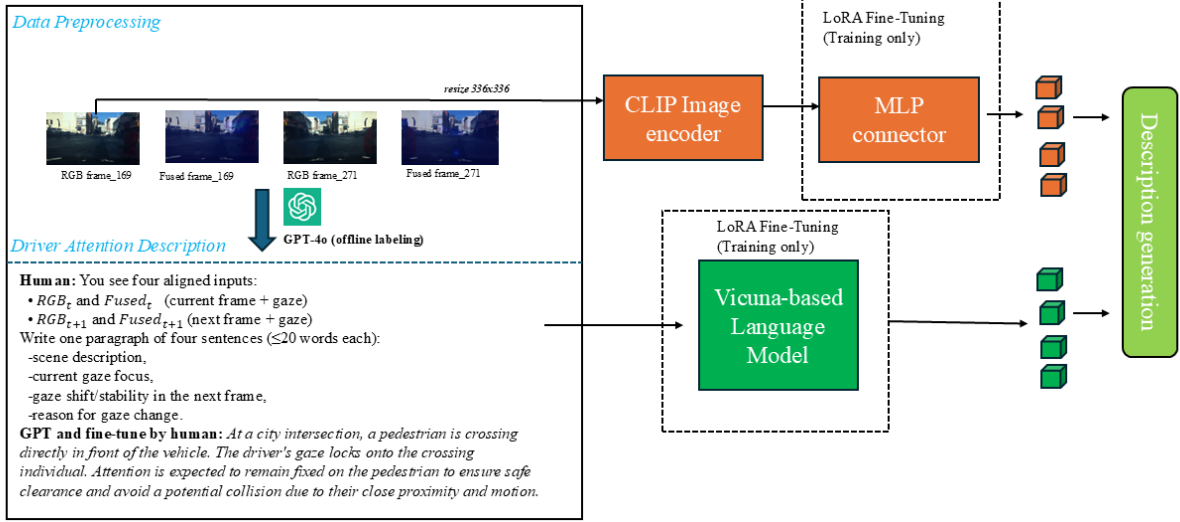 Data Preprocessing
resize 336x336
RGB frame_169
Fused frame_169
RGB frame_271
Fused frame_271
GPT-4o (offline labeling)
Driver Attention Description
Human: You see four aligned inputs:
• RGB_t and Fused_t (current frame + gaze)
• RGB_{t+1} and Fused_{t+1} (next frame + gaze)
Write one paragraph of four sentences (≤20 words each):
-scene description,
-current gaze focus,
-gaze shift/stability in the next frame,
-reason for gaze change.
GPT and fine-tune by human: At a city intersection, a pedestrian is crossing
directly in front of the vehicle. The driver's gaze locks onto the crossing
individual. Attention is expected to remain fixed on the pedestrian to ensure safe
clearance and avoid a potential collision due to their close proximity and motion.
CLIP Image
encoder
LoRA Fine-Tuning
(Training only)
MLP
connector
LoRA Fine-Tuning
(Training only)
Vicuna-based
Language
Model
Description generation